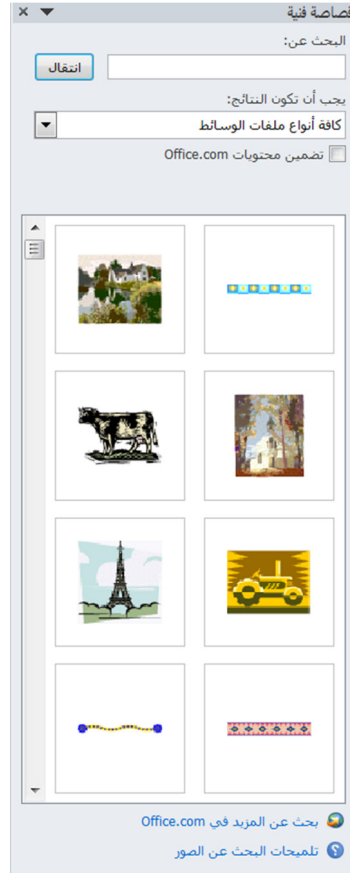 قصاصة فنية
البحث عن:
انتقال
يجب أن تكون النتائج:
كافة أنواع ملفات الوسائط
تضمين محتويات Office.com
بحث عن المزيد في Office.com
تلميحات البحث عن الصور